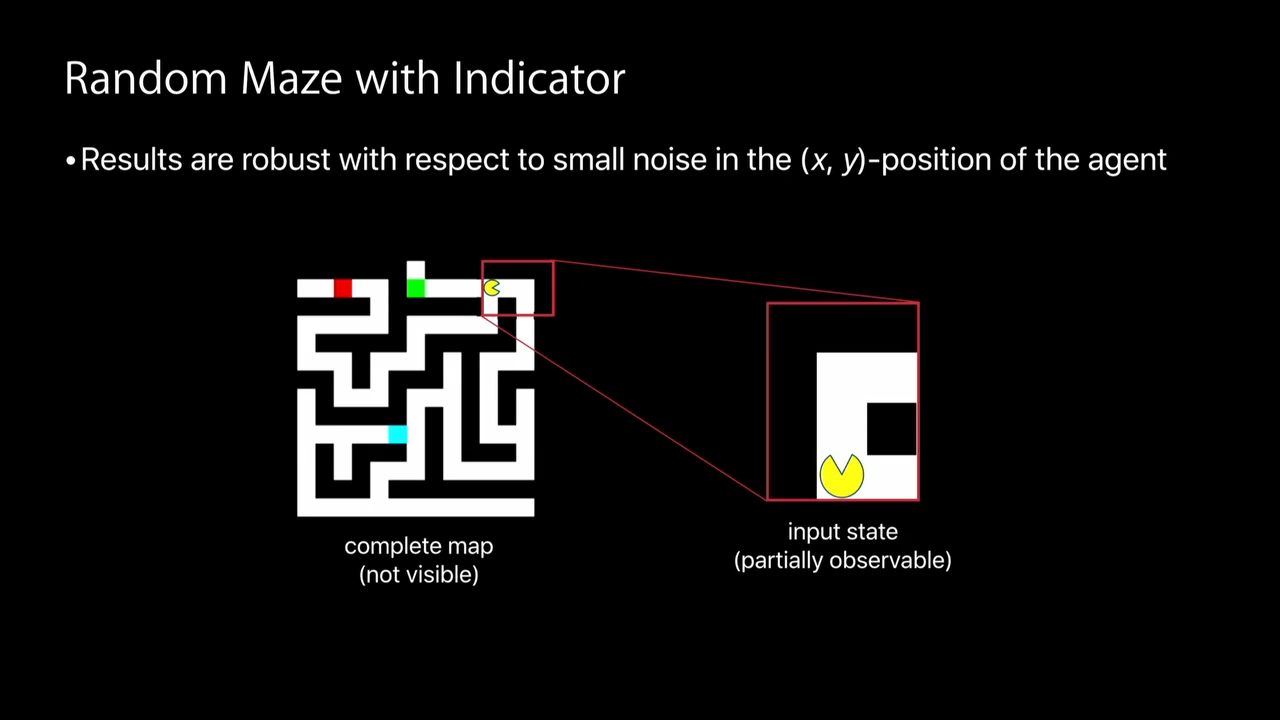 Random Maze with Indicator
•Results are robust with respect to small noise in the (x, y)-position of the agent
complete map
(not visible)
input state
(partially observable)